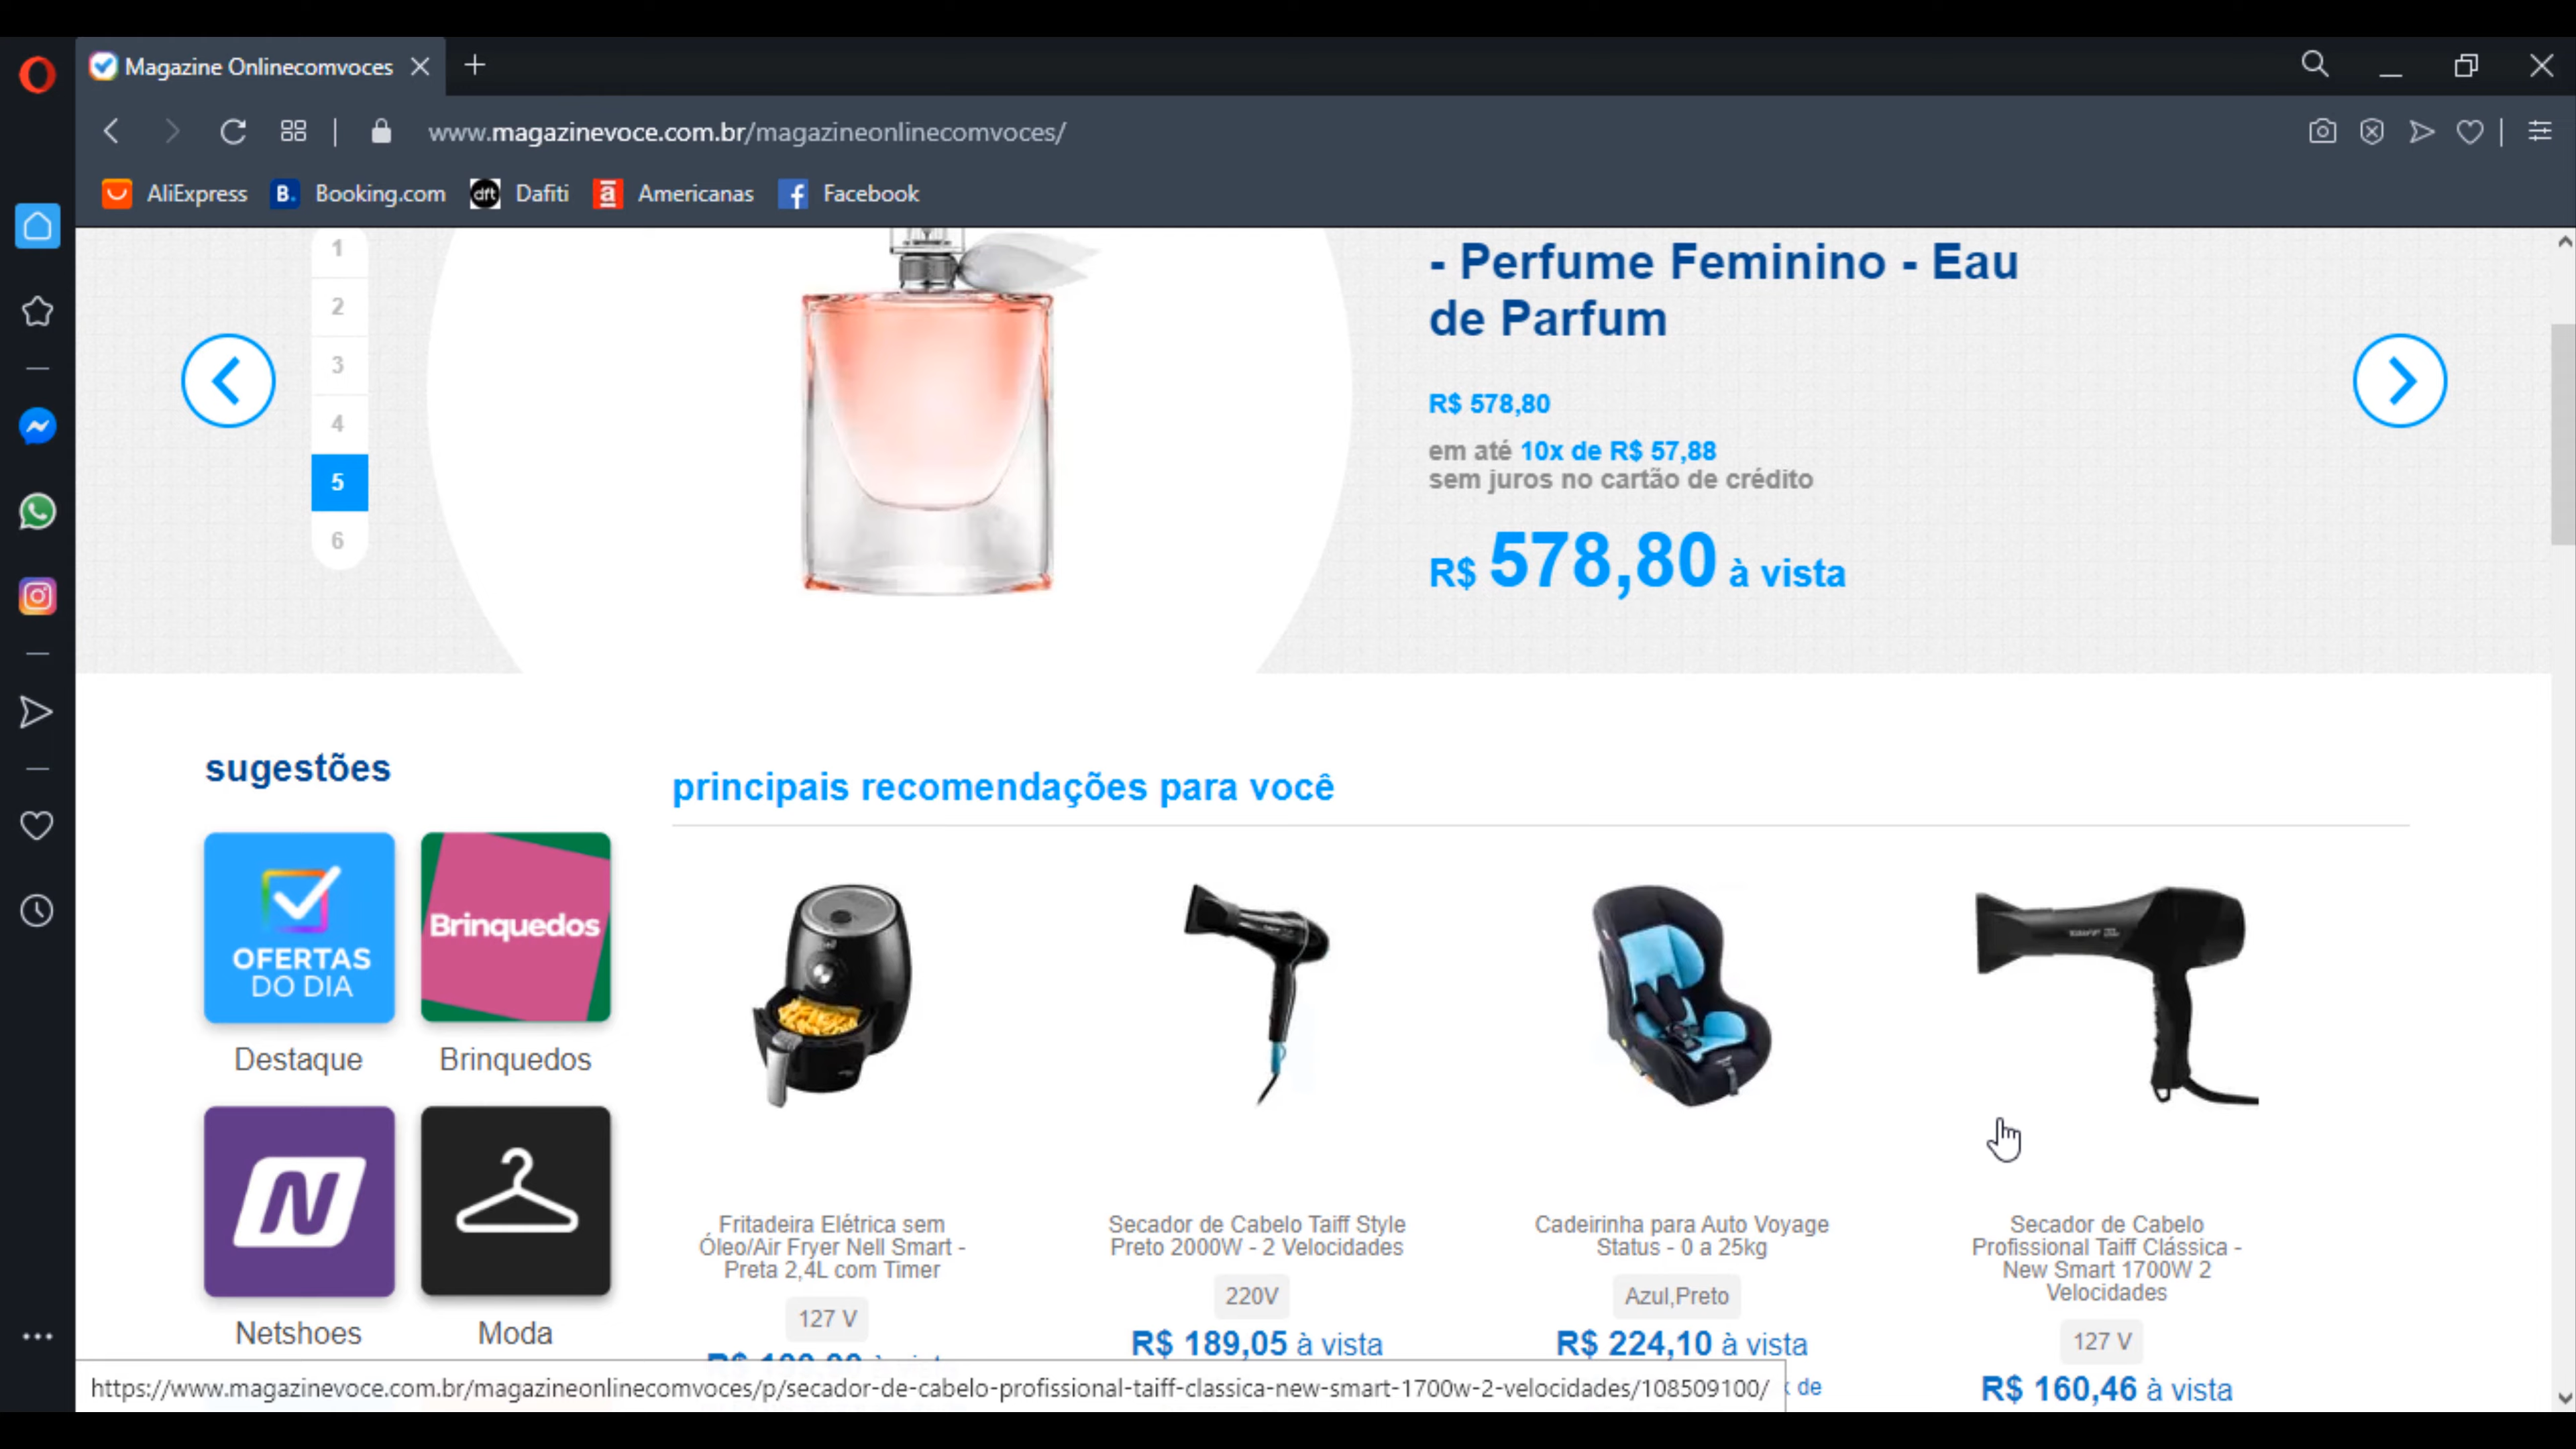 Magazine Onlinecomvoces
www.magazinevoce.com.br/magazineonlinecomvoces/
AliExpress
B. Booking.com
dft Dafiti
a Americanas
f Facebook
1
2
3
4
5
6
- Perfume Feminino - Eau
de Parfum
R$ 578,80
em até 10x de R$ 57,88
sem juros no cartão de crédito
R$ 578,80 à vista
sugestões
OFERTAS
DO DIA
Destaque
Brinquedos
Brinquedos
N
Netshoes
Moda
principais recomendações para você
Fritadeira Elétrica sem
Óleo/Air Fryer Nell Smart -
Preta 2,4L com Timer
127 V
Secador de Cabelo Taiff Style
Preto 2000W - 2 Velocidades
220V
R$ 189,05 à vista
Cadeirinha para Auto Voyage
Status - 0 a 25kg
Azul,Preto
R$ 224,10 à vista
x de
Secador de Cabelo
Profissional Taiff Clássica -
New Smart 1700W 2
Velocidades
127 V
R$ 160,46 à vista
https://www.magazinevoce.com.br/magazineonlinecomvoces/p/secador-de-cabelo-profissional-taiff-classica-new-smart-1700w-2-velocidades/108509100/